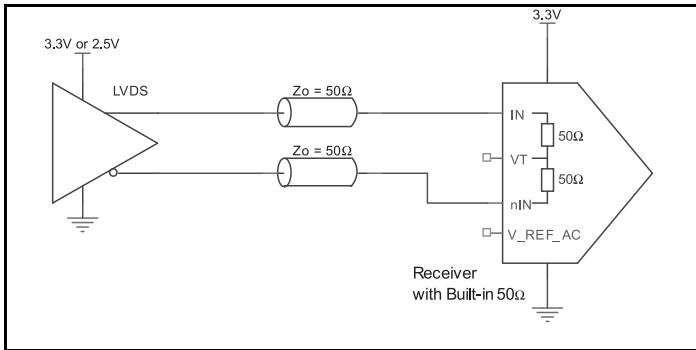 3.3V
3.3V or 2.5V
LVDS
Zo = 50Ω
IN
50Ω
Zo = 50Ω
VT
50Ω
nIN
V_REF_AC
Receiver
with Built-in 50Ω